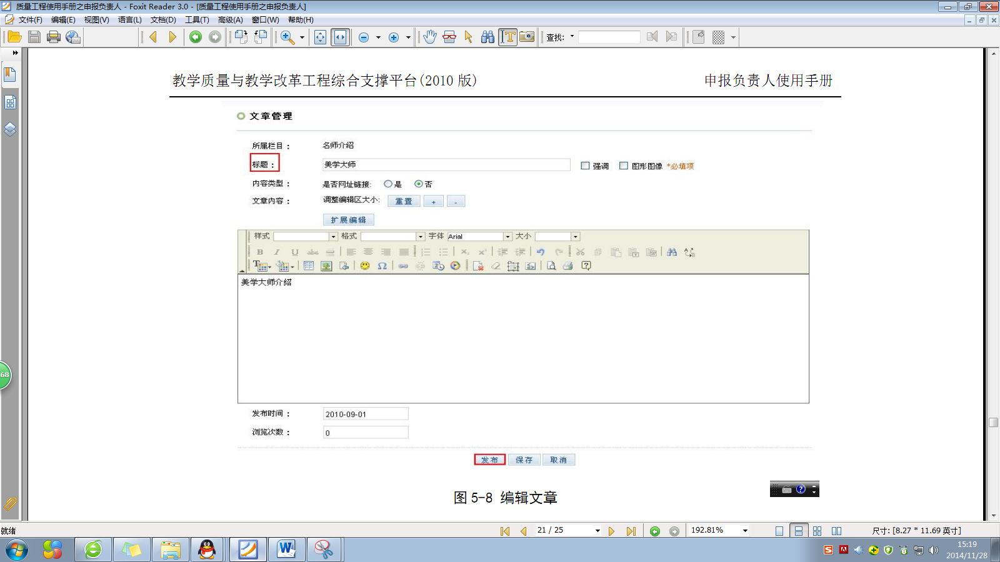 质量工程使用手册之申报负责人 - Foxit Reader 3.0 - [质量工程使用手册之申报负责人]
文件(F) 编辑(E) 视图(V) 语言(L) 文档(D) 工具(T) 高级(A) 窗口(W) 帮助(H)
查找:
教学质量与教学改革工程综合支撑平台(2010 版) 申报负责人使用手册
文章管理
所属栏目： 名师介绍
标题： 美学大师 强调 图形图像 *必填项
内容类型： 是否网址链接: 是 否
文章内容： 调整编辑区大小: 重置 + -
扩展编辑
样式 格式 字体 Arial 大小
美学大师介绍
发布时间： 2010-09-01
浏览次数： 0
发布 保存 取消
图 5-8 编辑文章
68
就绪 21 / 25 192.81% 尺寸: [8.27 * 11.69 英寸]
15:19
2014/11/28